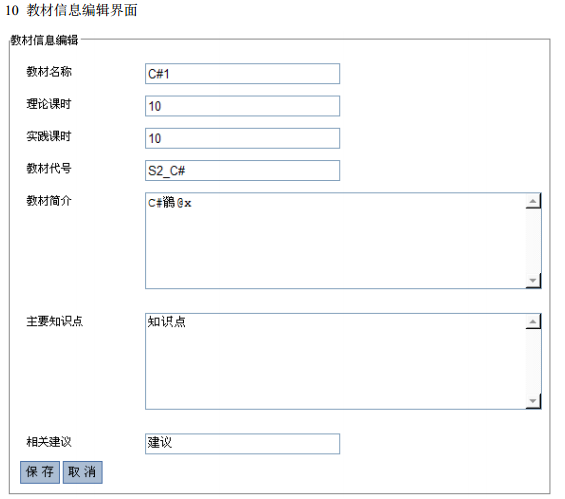 10 教材信息编辑界面
教材信息编辑
教材名称 C#1
理论课时 10
实践课时 10
教材代号 S2_C#
教材简介 C#鹝@x
主要知识点 知识点
相关建议 建议
保存 取消